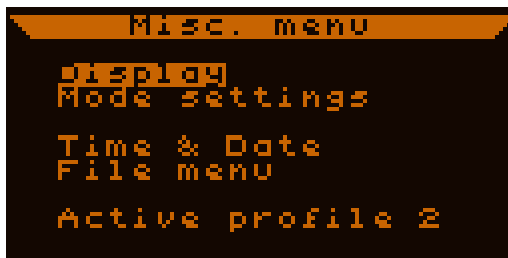 Misc. menu
Display
Mode settings
Time & Date
File menu
Active profile 2